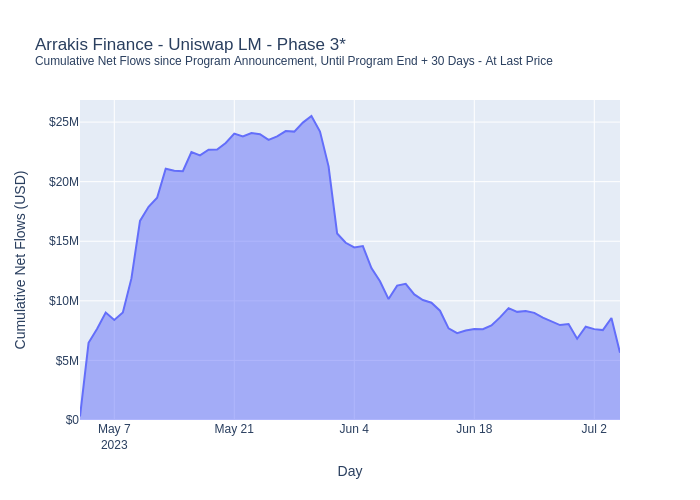 Arrakis Finance - Uniswap LM - Phase 3*
Cumulative Net Flows since Program Announcement, Until Program End + 30 Days - At Last Price
Cumulative Net Flows (USD)
$25M
$20M
$15M
$10M
$5M
$0
May 7
2023
May 21
Jun 4
Jun 18
Jul 2
Day